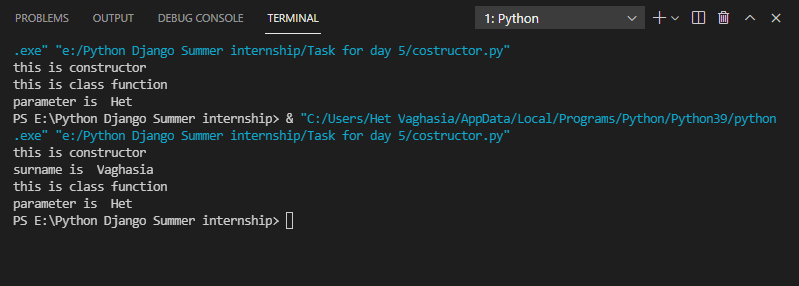 PROBLEMS OUTPUT DEBUG CONSOLE TERMINAL 1: Python
.exe" "e:/Python Django Summer internship/Task for day 5/costructor.py"
this is constructor
this is class function
parameter is  Het
PS E:\Python Django Summer internship> & "C:/Users/Het Vaghasia/AppData/Local/Programs/Python/Python39/python
.exe" "e:/Python Django Summer internship/Task for day 5/costructor.py"
this is constructor
surname is  Vaghasia
this is class function
parameter is  Het
PS E:\Python Django Summer internship>